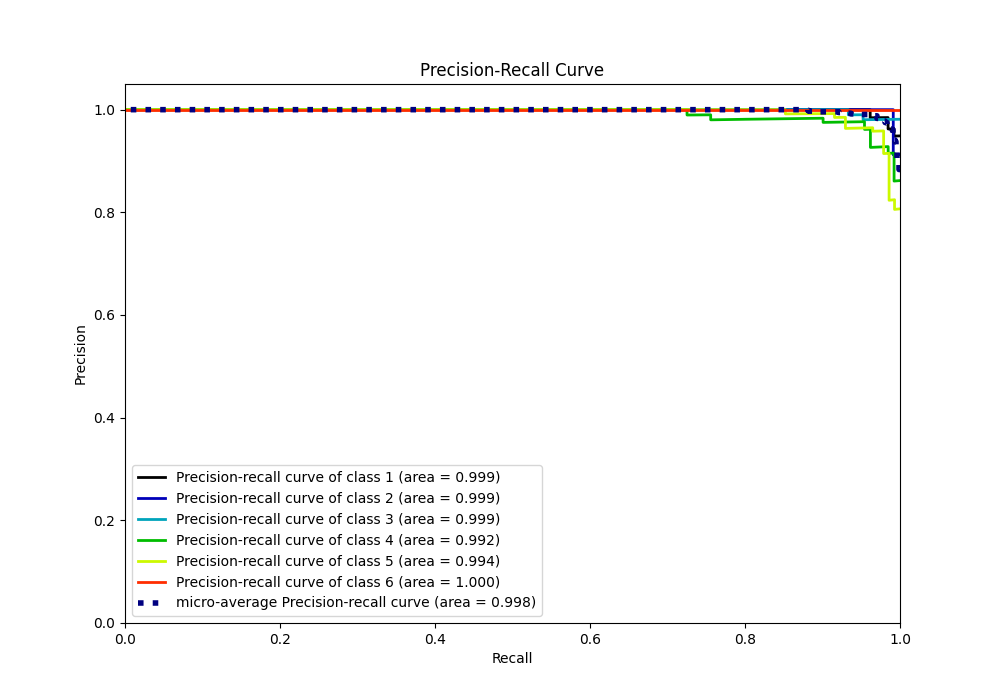 Precision-Recall Curve
1.0
0.8
0.6
0.4
0.2
0.0
Precision
Precision-recall curve of class 1 (area = 0.999)
Precision-recall curve of class 2 (area = 0.999)
Precision-recall curve of class 3 (area = 0.999)
Precision-recall curve of class 4 (area = 0.992)
Precision-recall curve of class 5 (area = 0.994)
Precision-recall curve of class 6 (area = 1.000)
micro-average Precision-recall curve (area = 0.998)
0.0 0.2 0.4 0.6 0.8 1.0
Recall